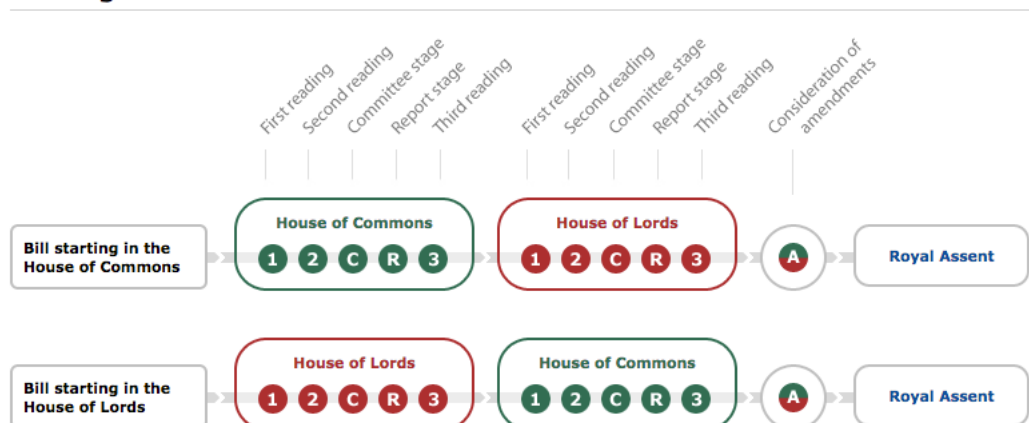 First reading
Second reading
Committee stage
Report stage
Third reading
First reading
Second reading
Committee stage
Report stage
Third reading
Consideration of
amendments
Bill starting in the
House of Commons
House of Commons
1 2 C R 3
House of Lords
1 2 C R 3
A
Royal Assent
Bill starting in the
House of Lords
House of Lords
1 2 C R 3
House of Commons
1 2 C R 3
A
Royal Assent